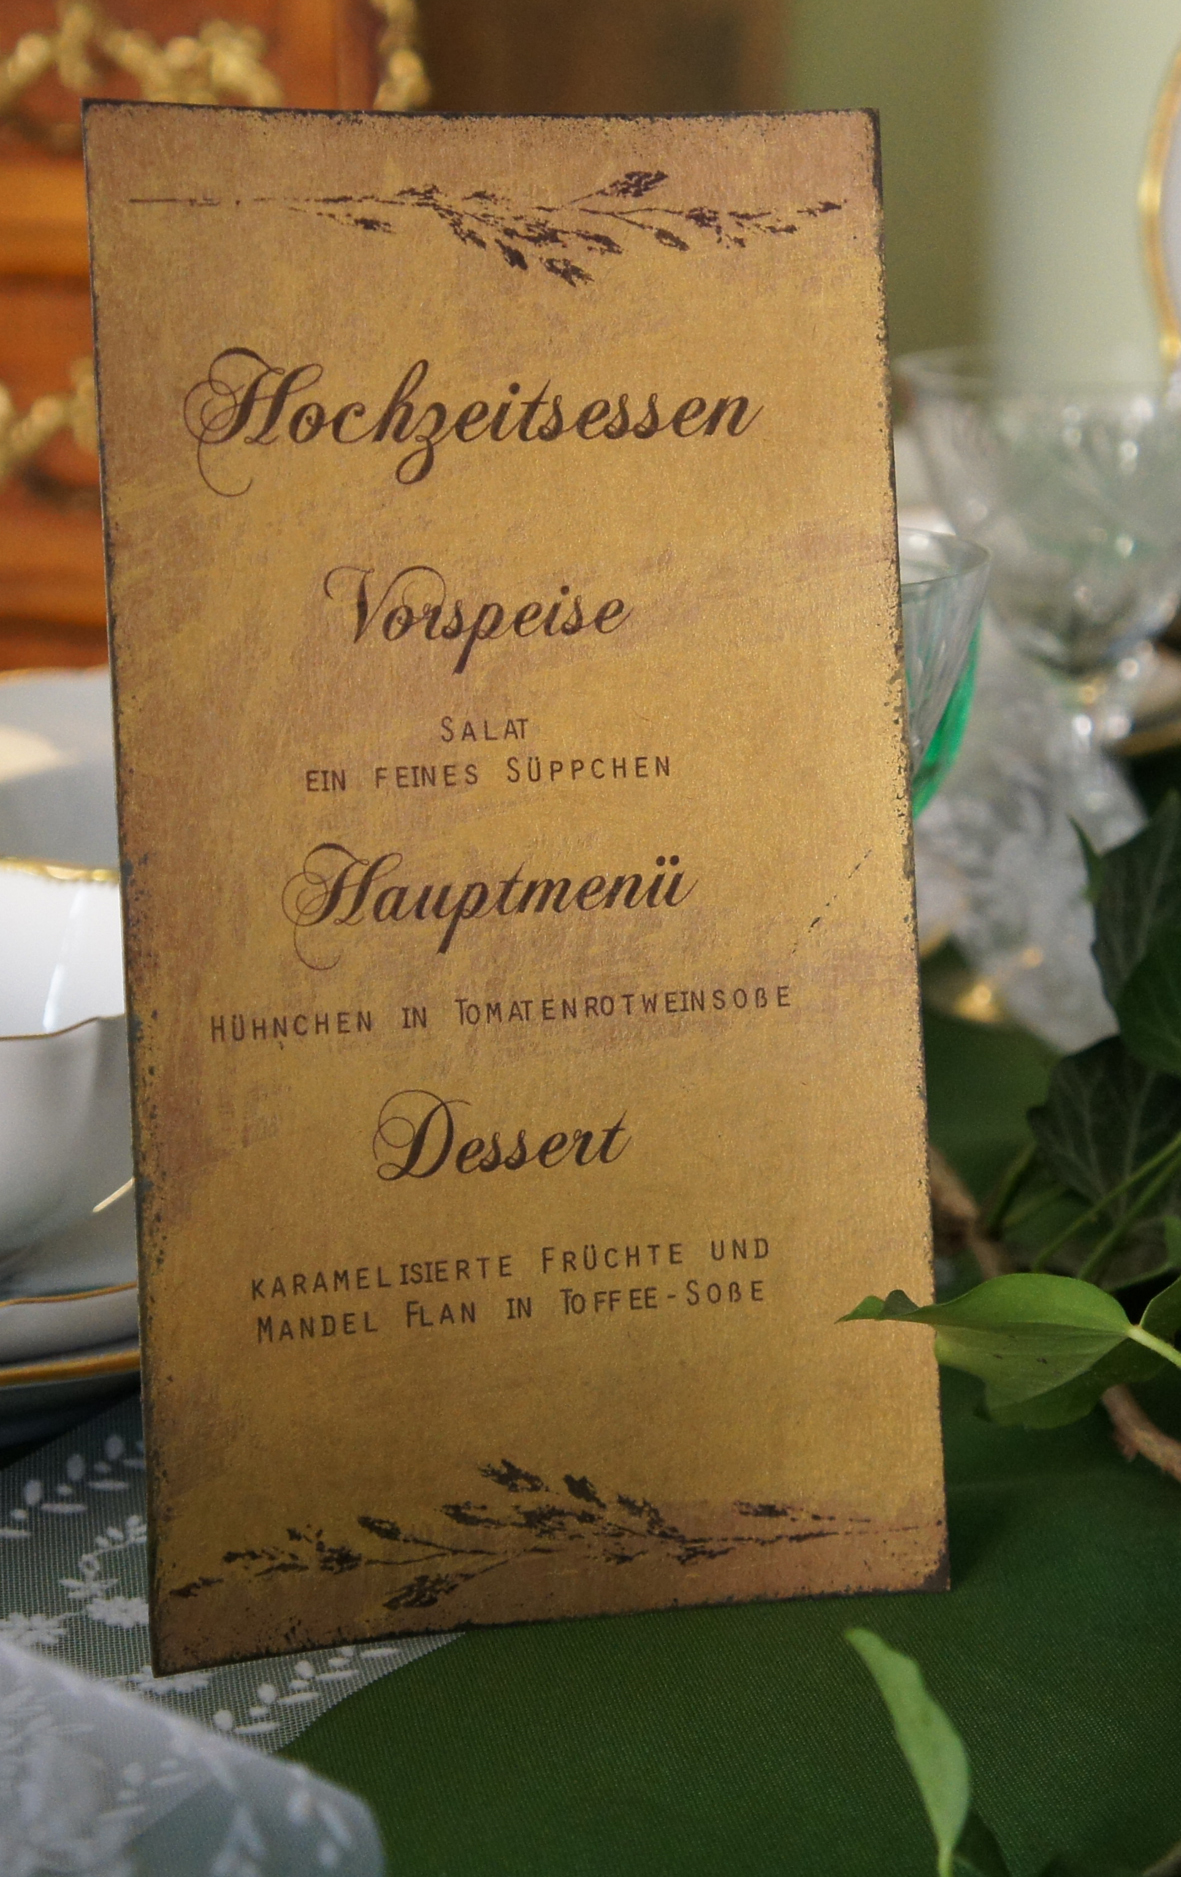 Hochzeitsessen
Vorspeise
Salat
ein feines Süppchen
Hauptmenü
Hühnchen in Tomatenrotweinsoße
Dessert
karamelisierte Früchte und
Mandel Flan in Toffee-Soße